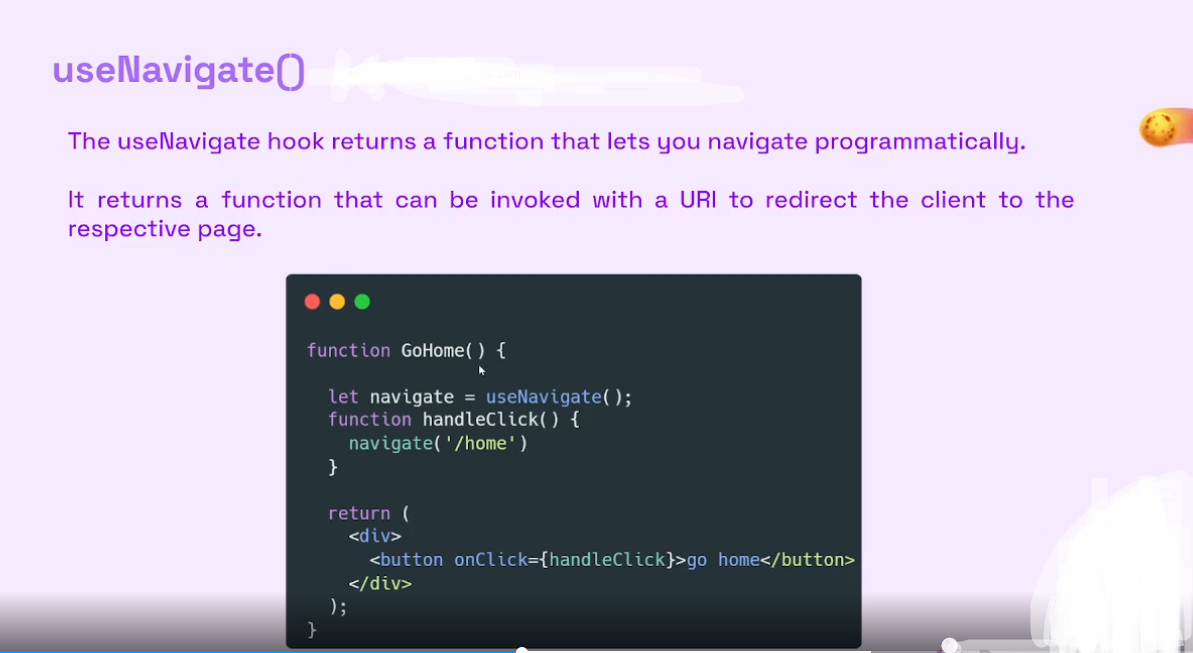 useNavigate()
The useNavigate hook returns a function that lets you navigate programmatically.
It returns a function that can be invoked with a URI to redirect the client to the
respective page.
function GoHome() {
let navigate = useNavigate();
function handleClick() {
navigate('/home')
}
return (
<div>
<button onClick={handleClick}>go home</button>
</div>
);
}